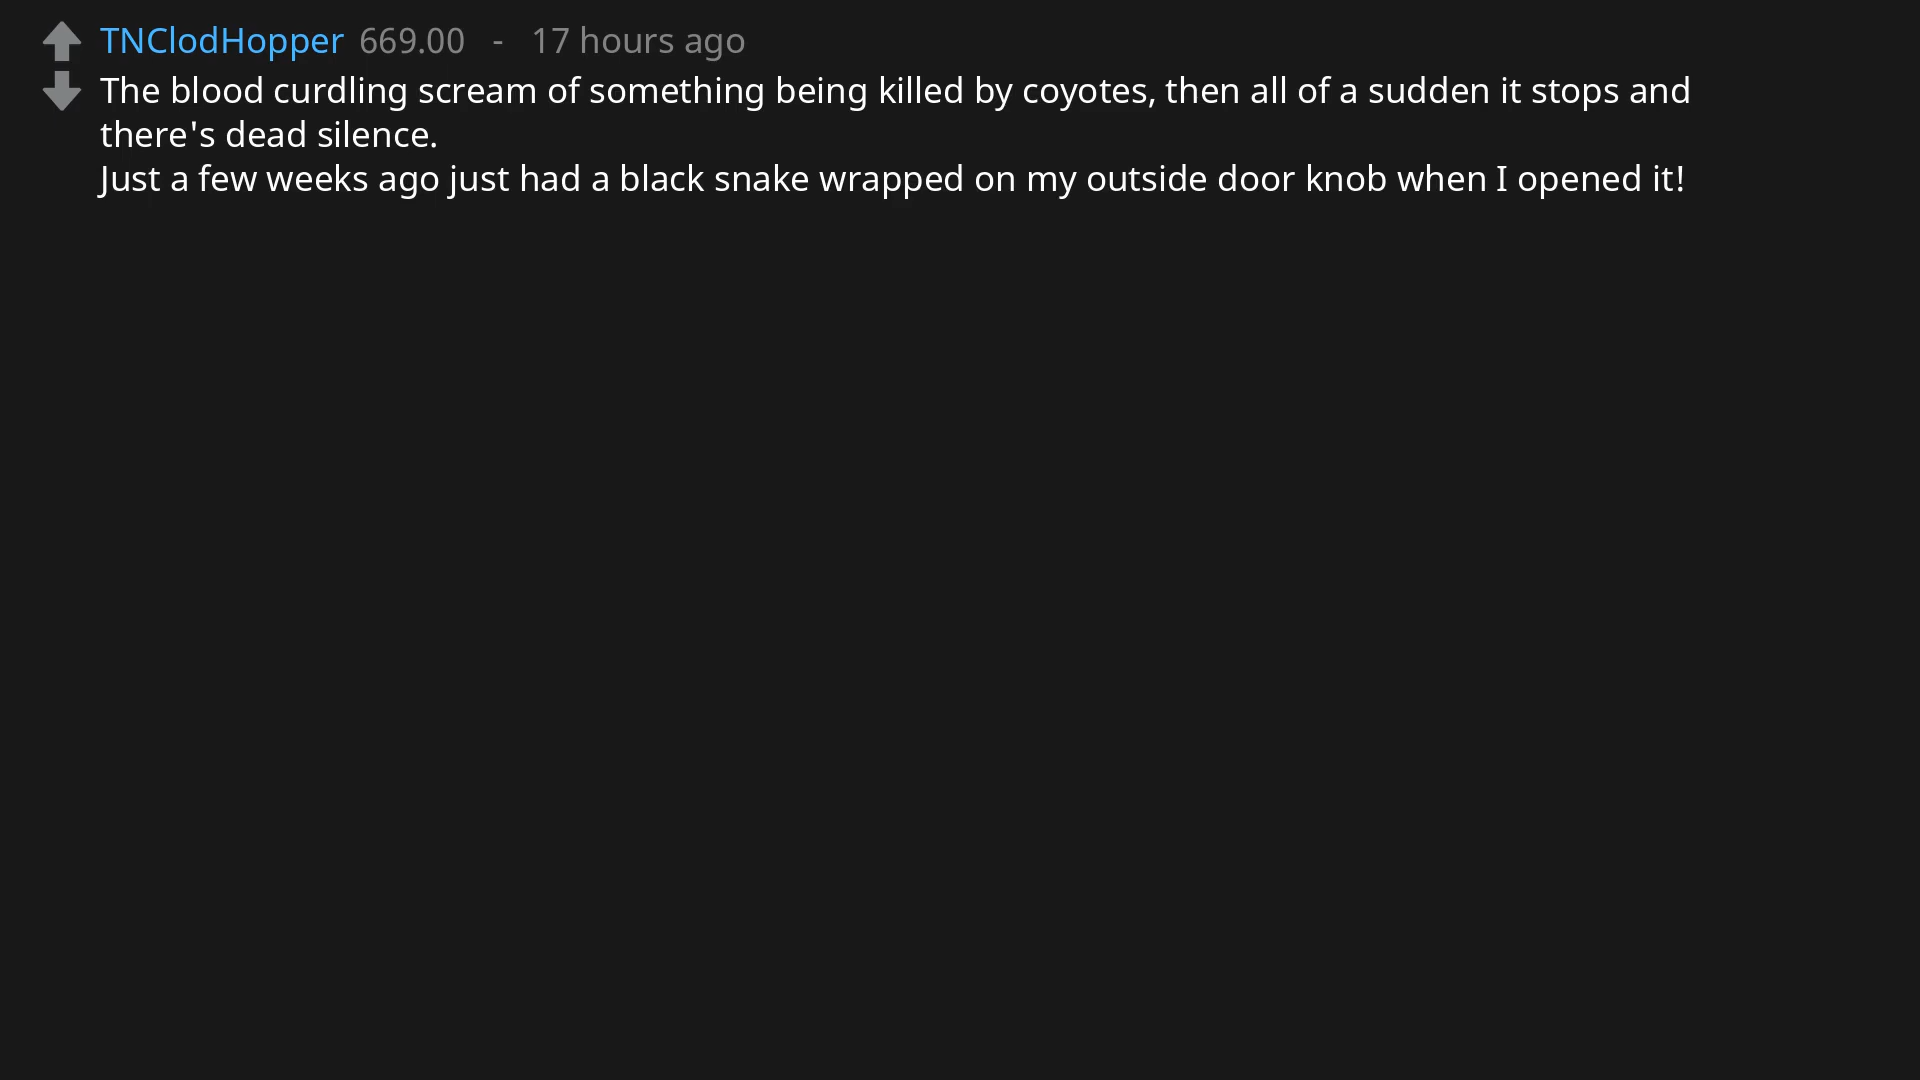 TNClodHopper 669.00 - 17 hours ago
The blood curdling scream of something being killed by coyotes, then all of a sudden it stops and
there's dead silence.
Just a few weeks ago just had a black snake wrapped on my outside door knob when I opened it!